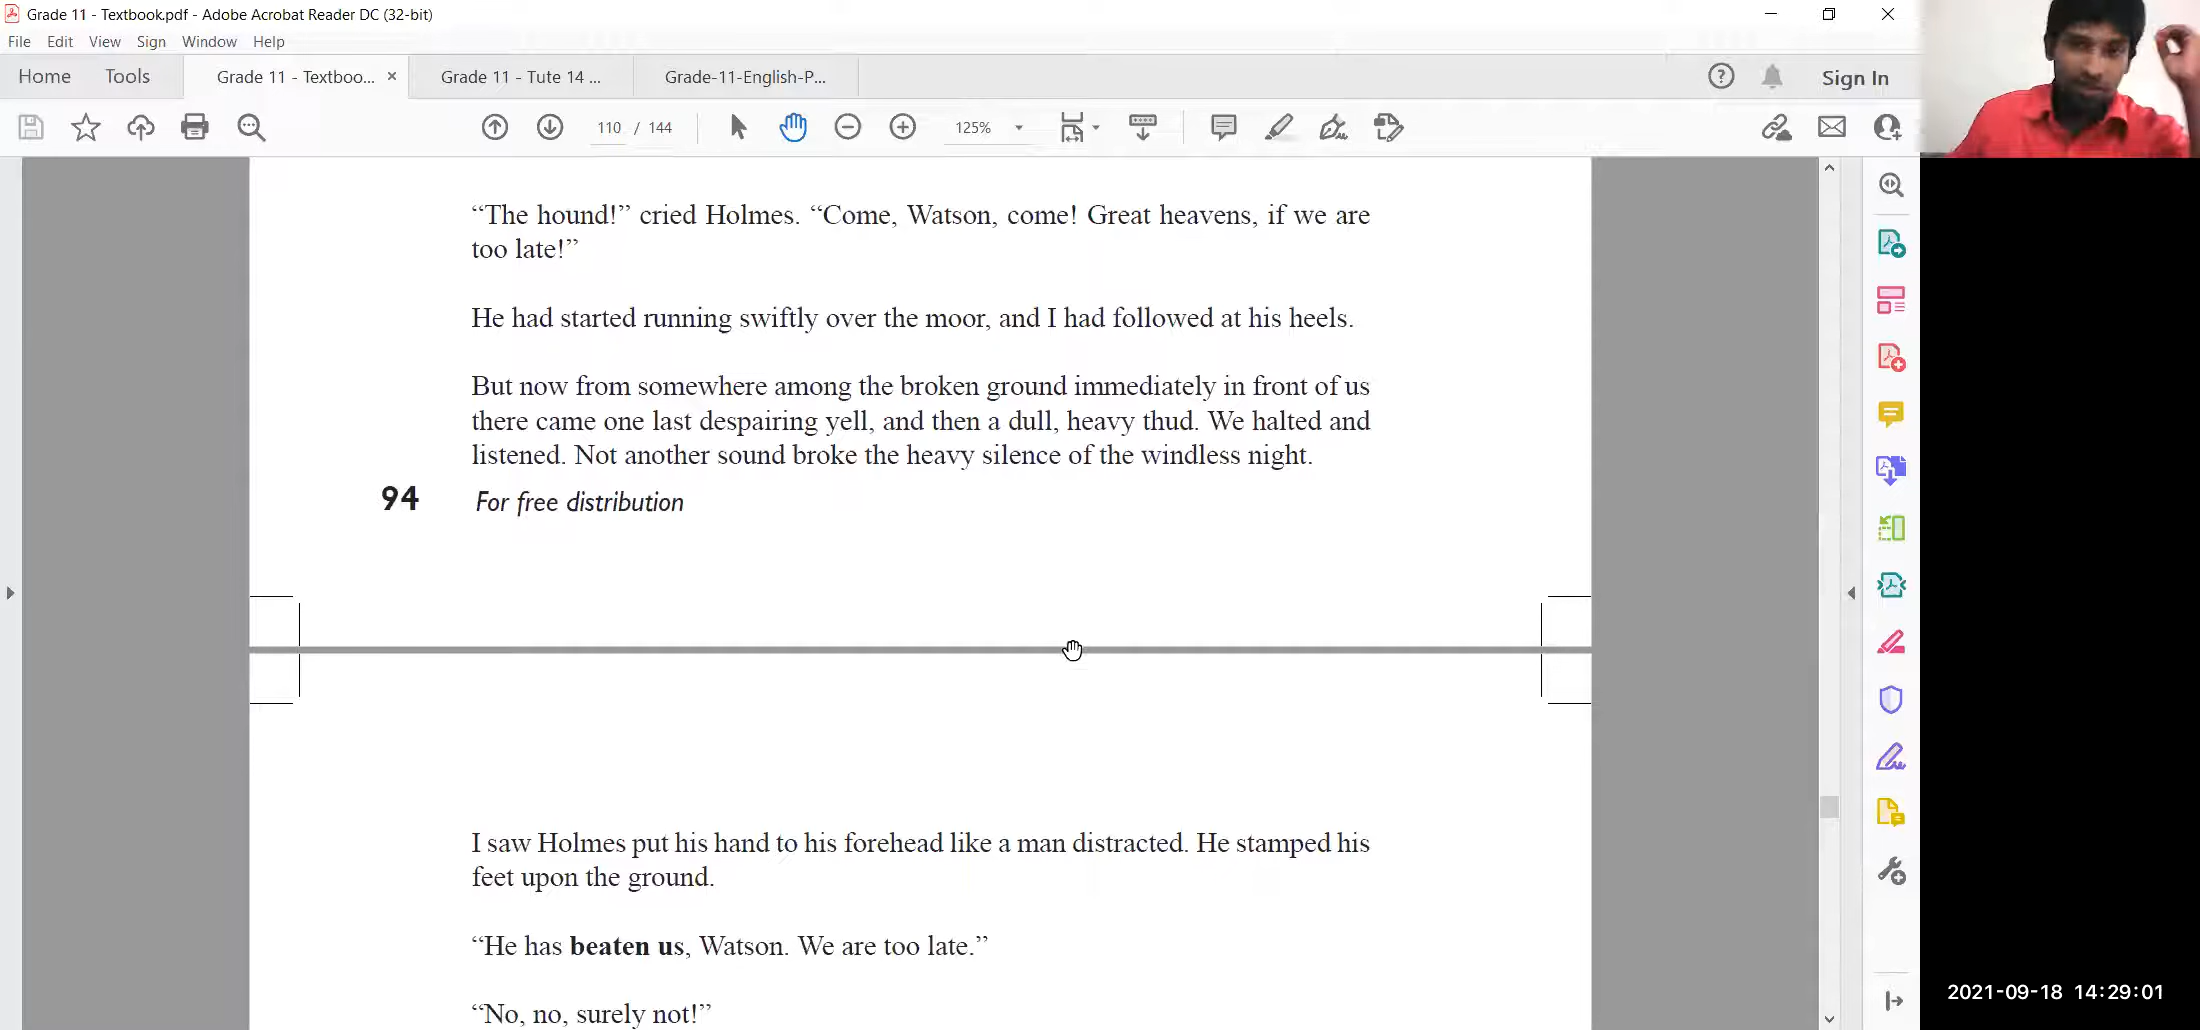 Grade 11 - Textbook.pdf - Adobe Acrobat Reader DC (32-bit)
File Edit View Sign Window Help
Home Tools Grade 11 - Textboo... × Grade 11 - Tute 14 ... Grade-11-English-P... Sign In
110 / 144 125%
“The hound!” cried Holmes. “Come, Watson, come! Great heavens, if we are
too late!”
He had started running swiftly over the moor, and I had followed at his heels.
But now from somewhere among the broken ground immediately in front of us
there came one last despairing yell, and then a dull, heavy thud. We halted and
listened. Not another sound broke the heavy silence of the windless night.
94 For free distribution
I saw Holmes put his hand to his forehead like a man distracted. He stamped his
feet upon the ground.
“He has beaten us, Watson. We are too late.”
“No, no, surely not!”
2021-09-18 14:29:01